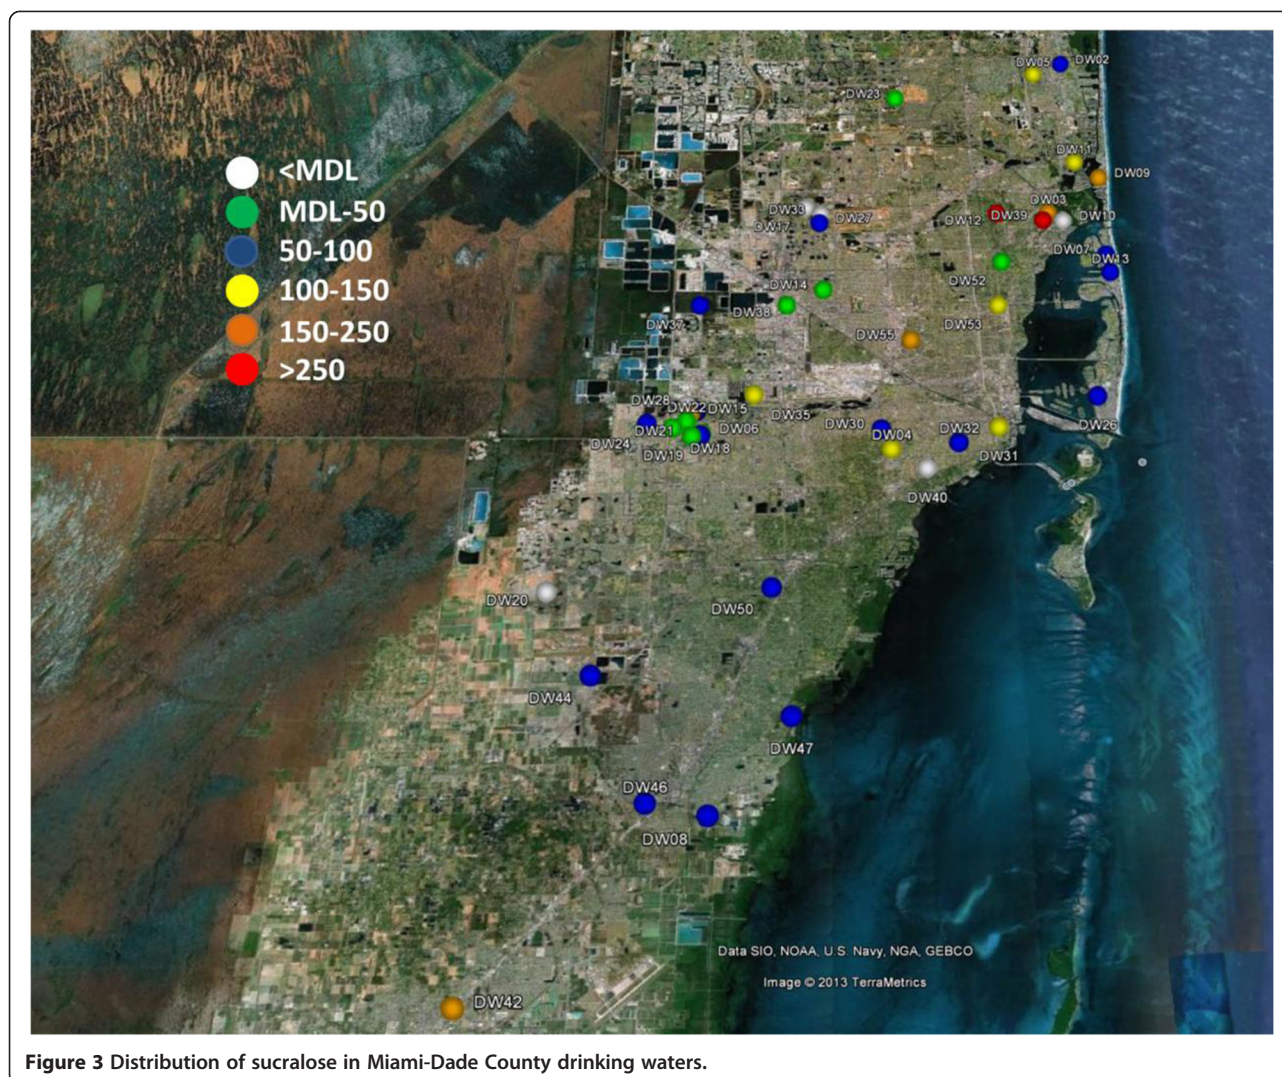 DW05
DW02
DW23
DW11
DW09
<MDL
MDL-50
50-100
100-150
150-250
>250
DW33
DW27
DW17
DW12
DW39
DW03
DW10
DW07
DW13
DW52
DW14
DW38
DW37
DW53
DW55
DW28
DW22
DW15
DW35
DW21
DW06
DW30
DW04
DW32
DW26
DW24
DW19
DW18
DW31
DW40
DW20
DW50
DW44
DW47
DW46
DW08
Data SIO, NOAA, U.S. Navy, NGA, GEBCO
Image © 2013 TerraMetrics
DW42
Figure 3 Distribution of sucralose in Miami-Dade County drinking waters.